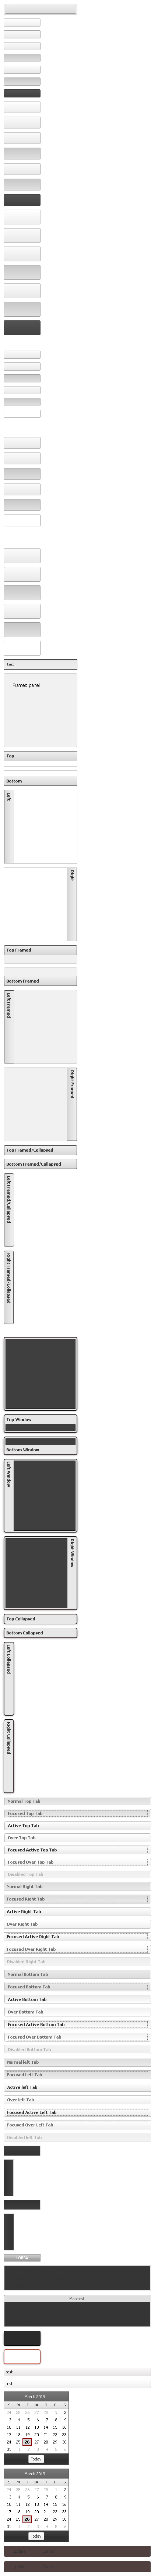 Text
Framed panel
Top
Bottom
Left
Right
Top Framed
Bottom Framed
Left Framed
Right Framed
Top Framed/Collapsed
Bottom Framed/Collapsed
Left Framed/Collapsed
Right Framed/Collapsed
Top Window
Bottom Window
Left Window
Right Window
Top Collapsed
Bottom Collapsed
Left Collapsed
Right Collapsed
Normal Top Tab
Focused Top Tab
Active Top Tab
Over Top Tab
Focused Active Top Tab
Focused Over Top Tab
Disabled Top Tab
Normal Right Tab
Focused Right Tab
Active Right Tab
Over Right Tab
Focused Active Right Tab
Focused Over Right Tab
Disabled Right Tab
Normal Bottom Tab
Focused Bottom Tab
Active Bottom Tab
Over Bottom Tab
Focused Active Bottom Tab
Focused Over Bottom Tab
Disabled Bottom Tab
Normal left Tab
Focused Left Tab
Active left Tab
Over left Tab
Focused Active Left Tab
Focused Over Left Tab
Disabled left Tab
100%
test
test
March 2019
S M T W T F S
24 25 26 27 28 1 2
3 4 5 6 7 8 9
10 11 12 13 14 15 16
17 18 19 20 21 22 23
24 25 26 27 28 29 30
31 1 2 3 4 5 6
Today
March 2019
S M T W T F S
24 25 26 27 28 1 2
3 4 5 6 7 8 9
10 11 12 13 14 15 16
17 18 19 20 21 22 23
24 25 26 27 28 29 30
31 1 2 3 4 5 6
Today